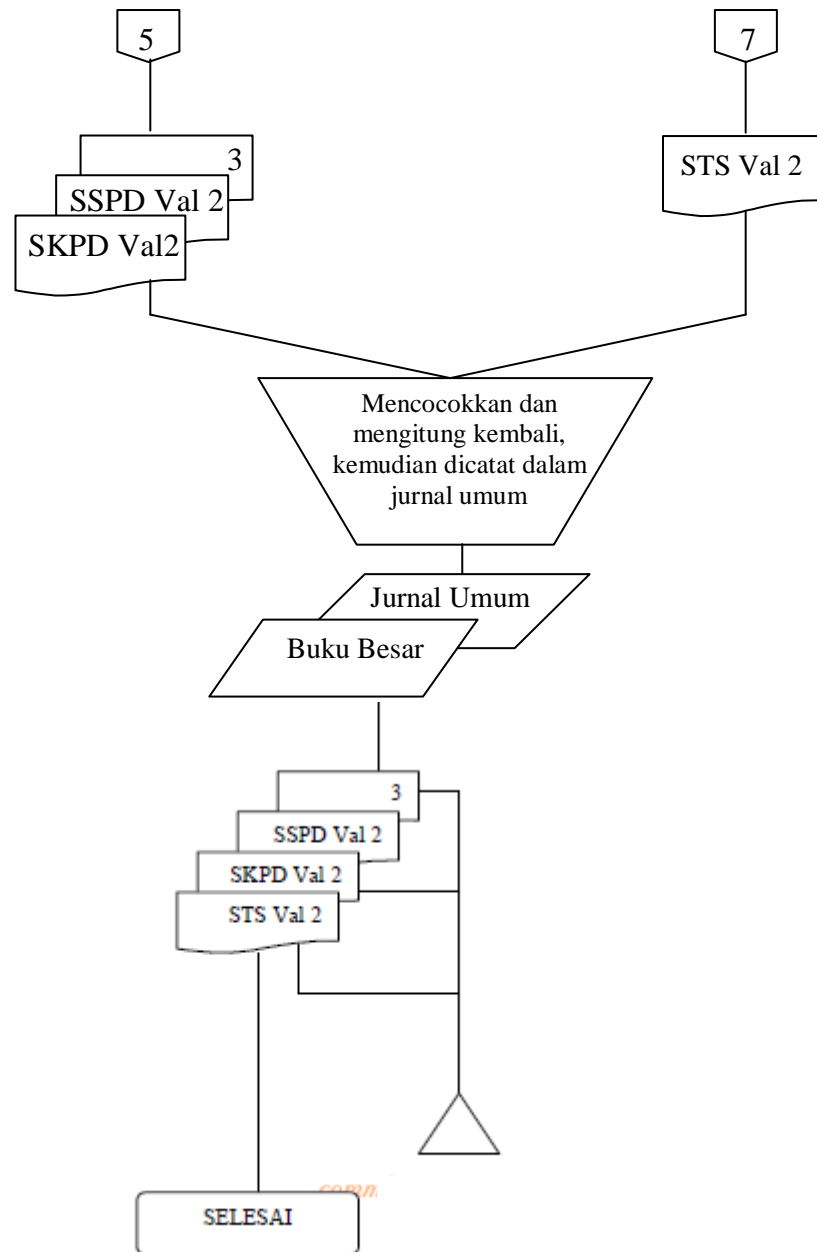 5
7
3
SSPD Val 2
SKPD Val2
STS Val 2
Mencocokkan dan
mengitung kembali,
kemudian dicatat dalam
jurnal umum
Jurnal Umum
Buku Besar
3
SSPD Val 2
SKPD Val 2
STS Val 2
SELESAI